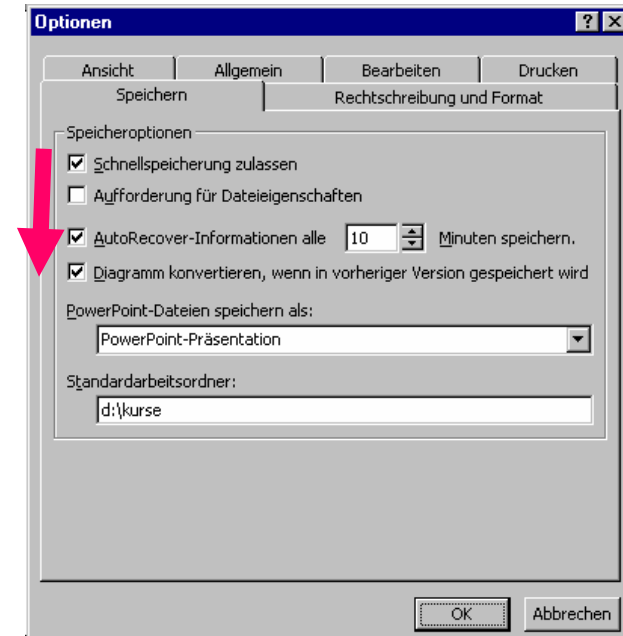 Optionen
Ansicht Allgemein Bearbeiten Drucken
Speichern Rechtschreibung und Format
Speicheroptionen
Schnellspeicherung zulassen
Aufforderung für Dateieigenschaften
AutoRecover-Informationen alle 10 Minuten speichern.
Diagramm konvertieren, wenn in vorheriger Version gespeichert wird
PowerPoint-Dateien speichern als:
PowerPoint-Präsentation
Standardarbeitsordner:
d:\kurse
OK Abbrechen